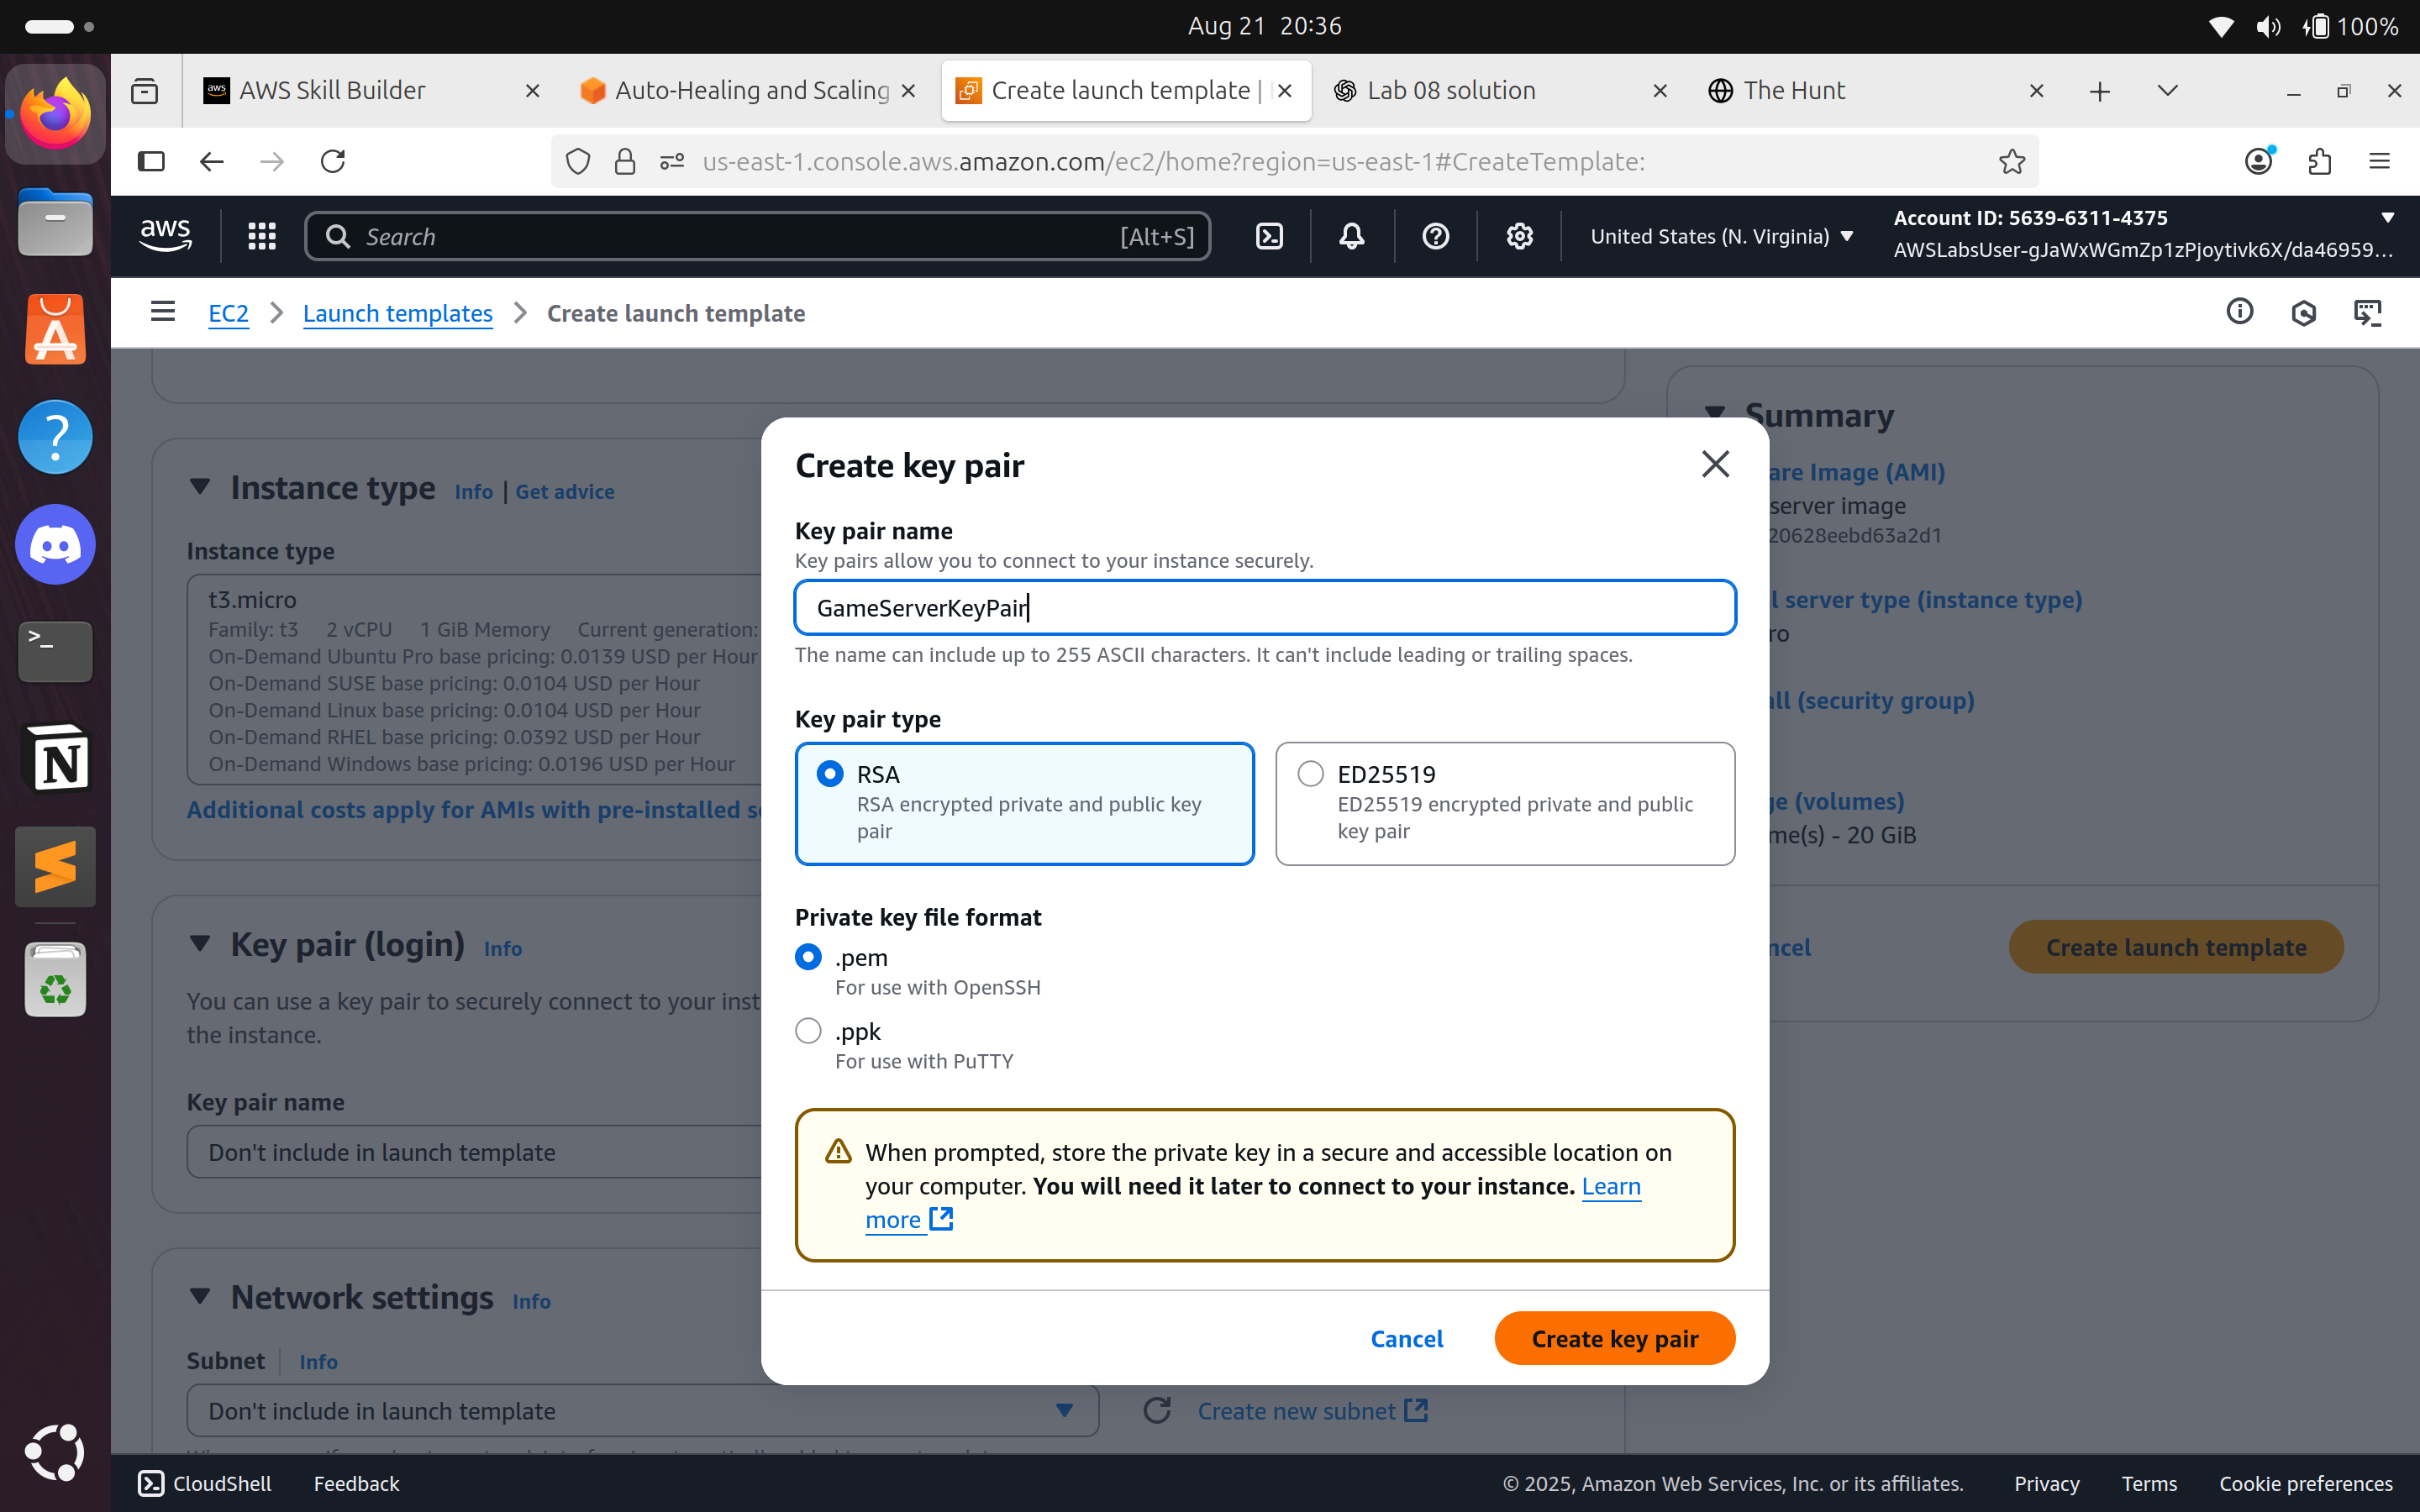 Aug 21 20:36
100%
AWS Skill Builder
Auto-Healing and Scaling
Create launch template |
Lab 08 solution
The Hunt
us-east-1.console.aws.amazon.com/ec2/home?region=us-east-1#CreateTemplate:
aws
Search
[Alt+S]
United States (N. Virginia)
Account ID: 5639-6311-4375
AWSLabsUser-gJaWxWGmZp1zPjoytivk6X/da46959...
EC2
Launch templates
Create launch template
Instance type
Info | Get advice
Instance type
t3.micro
Family: t3 2 vCPU 1 GiB Memory Current generation:
On-Demand Ubuntu Pro base pricing: 0.0139 USD per Hour
On-Demand SUSE base pricing: 0.0104 USD per Hour
On-Demand Linux base pricing: 0.0104 USD per Hour
On-Demand RHEL base pricing: 0.0392 USD per Hour
On-Demand Windows base pricing: 0.0196 USD per Hour
Additional costs apply for AMIs with pre-installed
Key pair (login) Info
You can use a key pair to securely connect to your
the instance.
Key pair name
Don't include in launch template
Network settings Info
Subnet Info
Don't include in launch template
Create new subnet
Create key pair
Key pair name
Key pairs allow you to connect to your instance securely.
GameServerKeyPair
The name can include up to 255 ASCII characters. It can't include leading or trailing spaces.
Key pair type
RSA
RSA encrypted private and public key
pair
ED25519
ED25519 encrypted private and public
key pair
Private key file format
.pem
For use with OpenSSH
.ppk
For use with PuTTY
When prompted, store the private key in a secure and accessible location on
your computer. You will need it later to connect to your instance. Learn
more
Cancel
Create key pair
Summary
Image (AMI)
server image
20628eebd63a2d1
server type (instance type)
(security group)
(volumes)
- 20 GiB
Create launch template
CloudShell
Feedback
© 2025, Amazon Web Services, Inc. or its affiliates.
Privacy
Terms
Cookie preferences